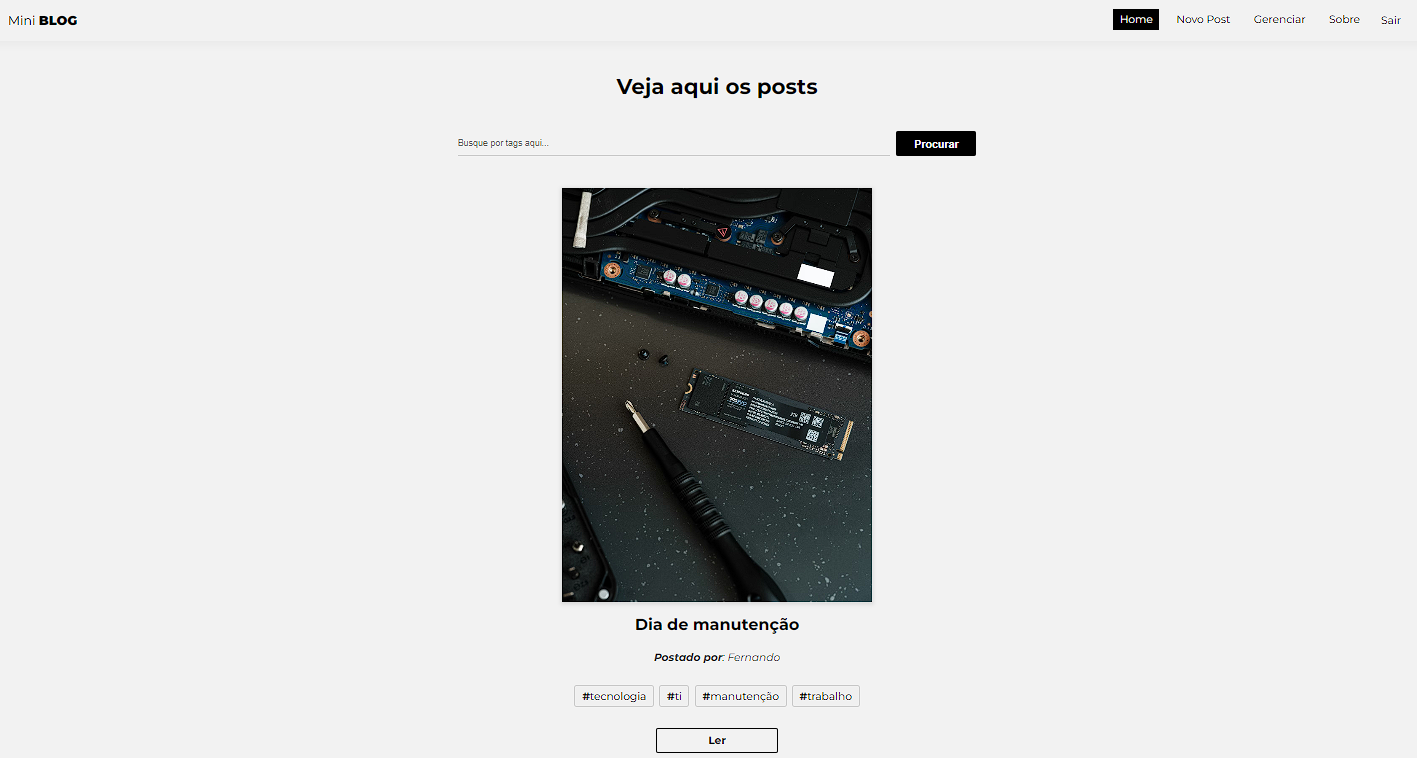 Mini BLOG
Home Novo Post Gerenciar Sobre Sair
Veja aqui os posts
Busque por tags aqui...
Procurar
Dia de manutenção
Postado por: Fernando
#tecnologia #ti #manutenção #trabalho
Ler